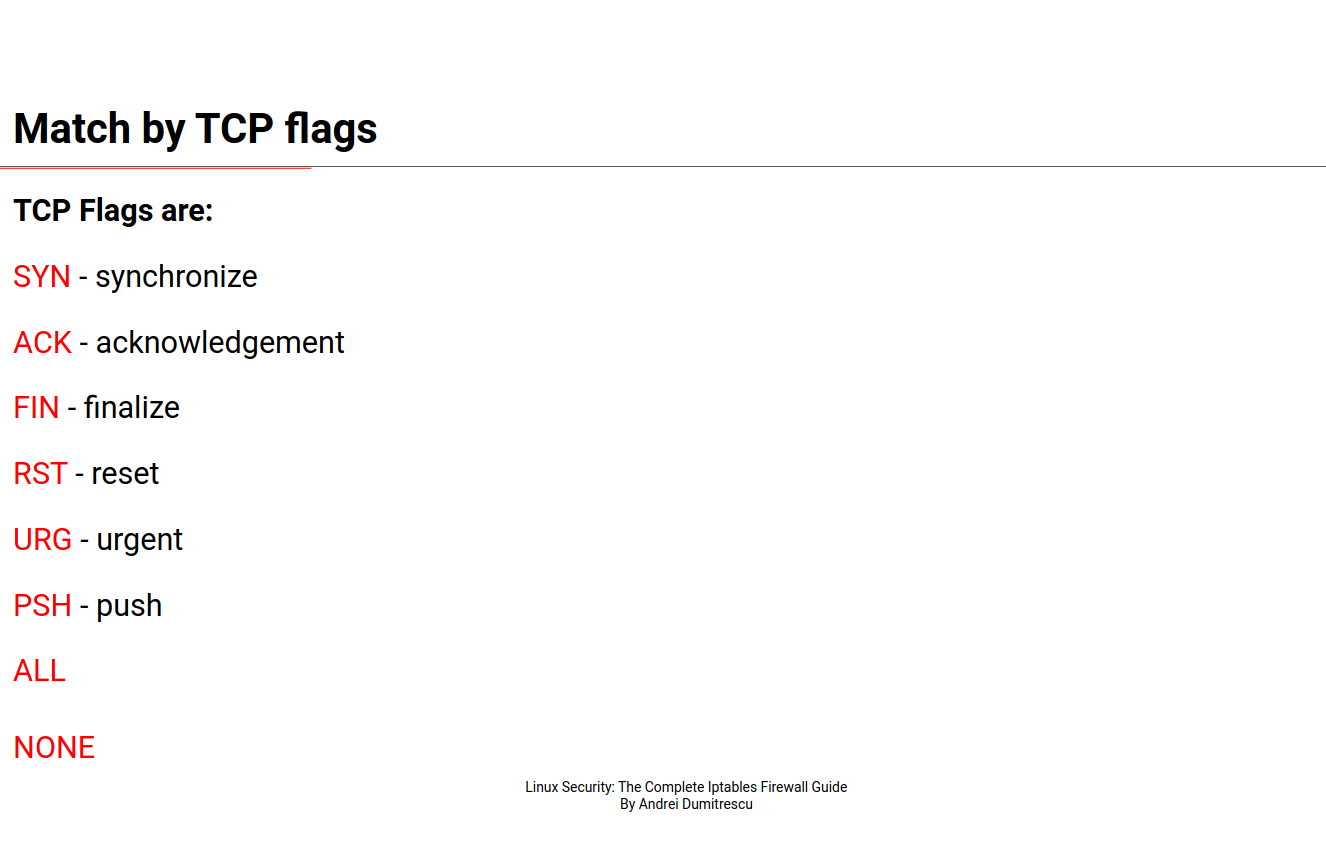 Match by TCP flags
TCP Flags are:
SYN - synchronize
ACK - acknowledgement
FIN - finalize
RST - reset
URG - urgent
PSH - push
ALL
NONE
Linux Security: The Complete Iptables Firewall Guide
By Andrei Dumitrescu